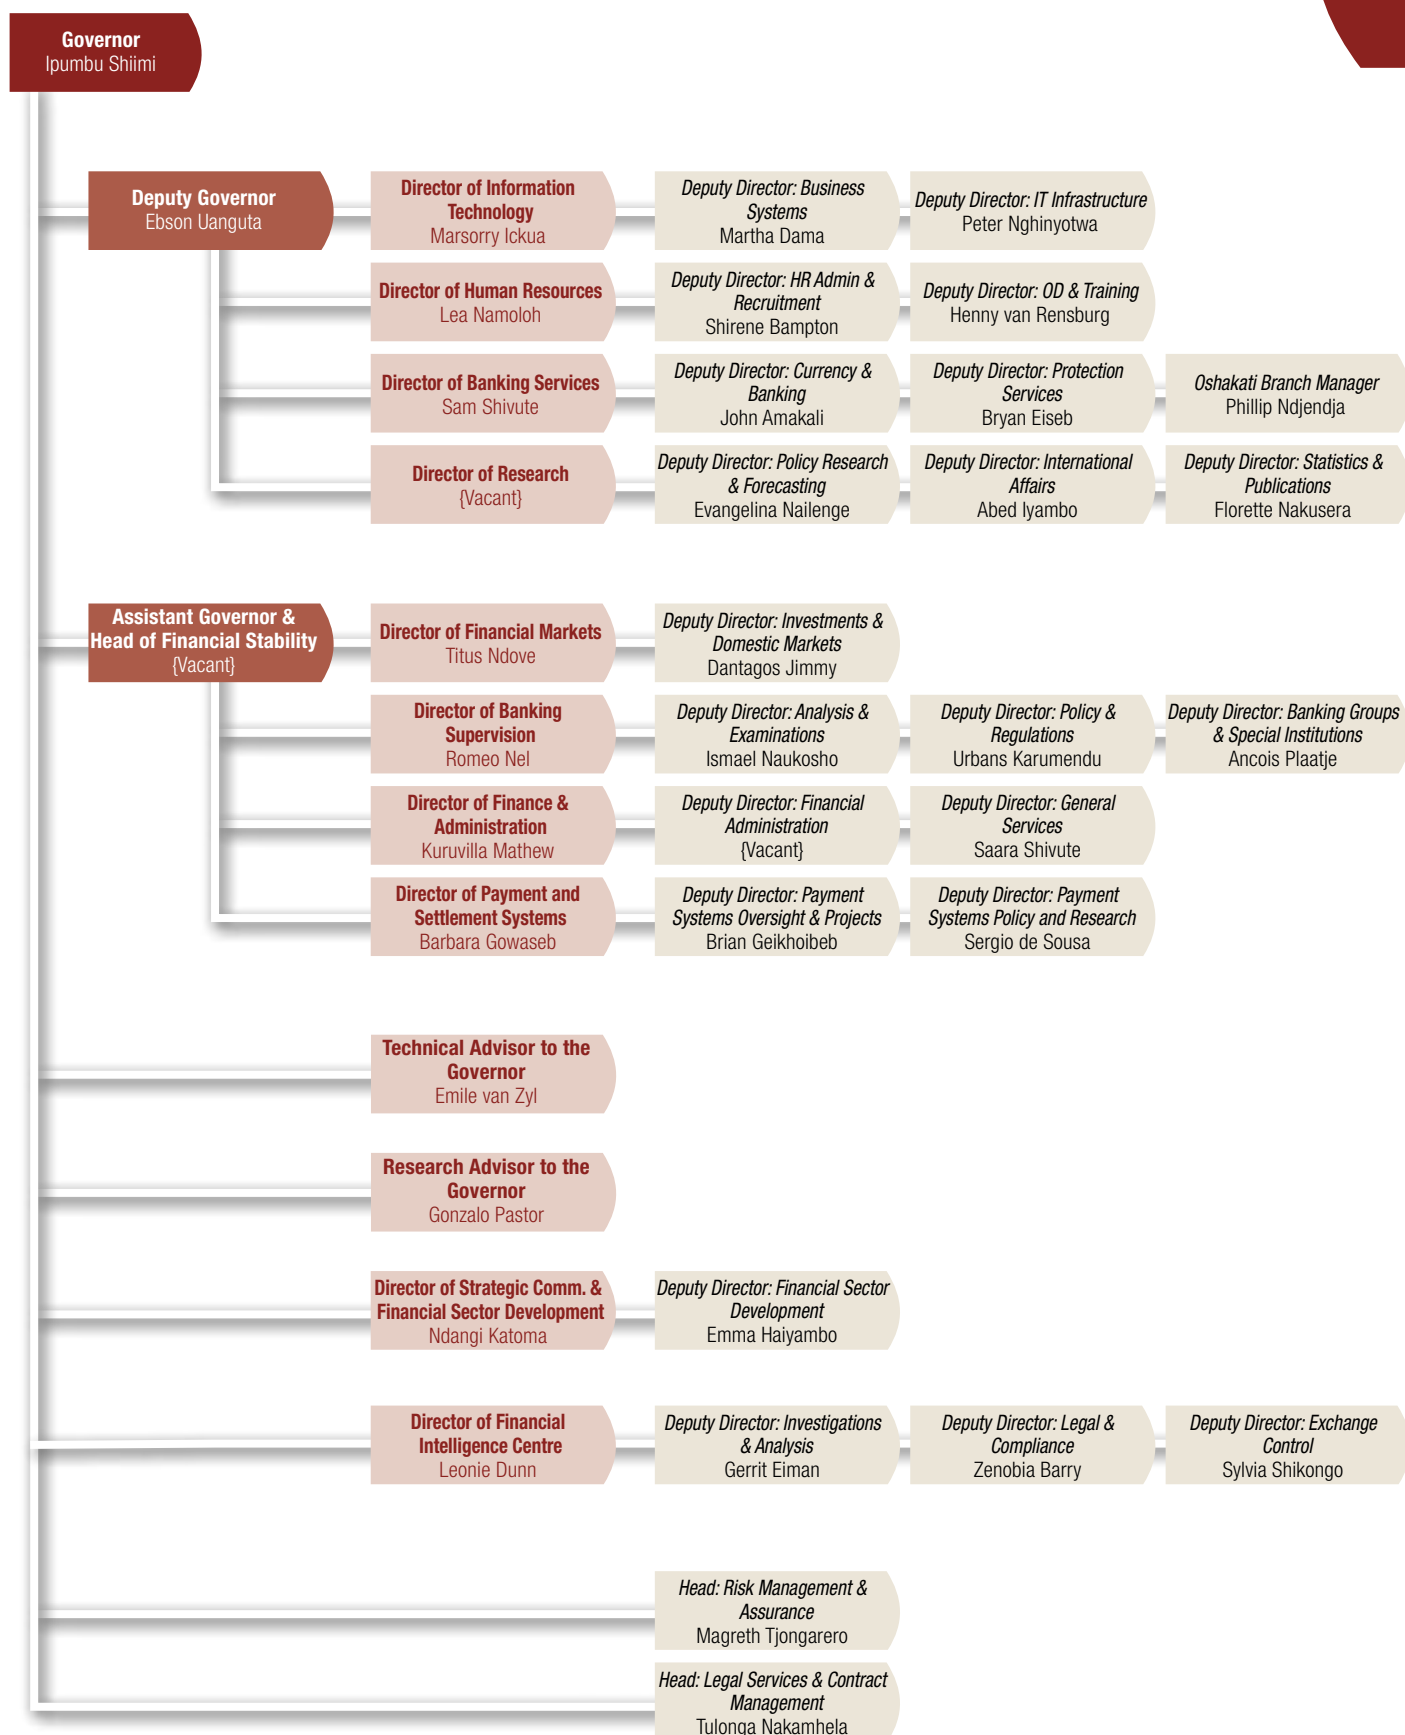 Governor
Ipumbu Shiimi
Deputy Governor
Ebson Uanguta
Director of Information
Technology
Marsorry Ickua
Deputy Director: Business
Systems
Martha Dama
Deputy Director: IT Infrastructure
Peter Nghinyotwa
Director of Human Resources
Lea Namoloh
Deputy Director: HR Admin &
Recruitment
Shirene Bampton
Deputy Director: OD & Training
Henny van Rensburg
Director of Banking Services
Sam Shivute
Deputy Director: Currency &
Banking
John Amakali
Deputy Director: Protection
Services
Bryan Eiseb
Oshakati Branch Manager
Phillip Ndjendja
Director of Research
{Vacant}
Deputy Director: Policy Research
& Forecasting
Evangelina Nailenge
Deputy Director: International
Affairs
Abed Iyambo
Deputy Director: Statistics &
Publications
Florette Nakusera
Assistant Governor &
Head of Financial Stability
{Vacant}
Director of Financial Markets
Titus Ndove
Deputy Director: Investments &
Domestic Markets
Dantagos Jimmy
Director of Banking
Supervision
Romeo Nel
Deputy Director: Analysis &
Examinations
Ismael Naukosho
Deputy Director: Policy &
Regulations
Urbans Karumendu
Deputy Director: Banking Groups
& Special Institutions
Ancois Plaatje
Director of Finance &
Administration
Kuruvilla Mathew
Deputy Director: Financial
Administration
{Vacant}
Deputy Director: General
Services
Saara Shivute
Director of Payment and
Settlement Systems
Barbara Gowaseb
Deputy Director: Payment
Systems Oversight & Projects
Brian Geikhoibeb
Deputy Director: Payment
Systems Policy and Research
Sergio de Sousa
Technical Advisor to the
Governor
Emile van Zyl
Research Advisor to the
Governor
Gonzalo Pastor
Director of Strategic Comm. &
Financial Sector Development
Ndangi Katoma
Deputy Director: Financial Sector
Development
Emma Haiyambo
Director of Financial
Intelligence Centre
Leonie Dunn
Deputy Director: Investigations
& Analysis
Gerrit Eiman
Deputy Director: Legal &
Compliance
Zenobia Barry
Deputy Director: Exchange
Control
Sylvia Shikongo
Head: Risk Management &
Assurance
Magreth Tjongarero
Head: Legal Services & Contract
Management
Tulonga Nakamhela